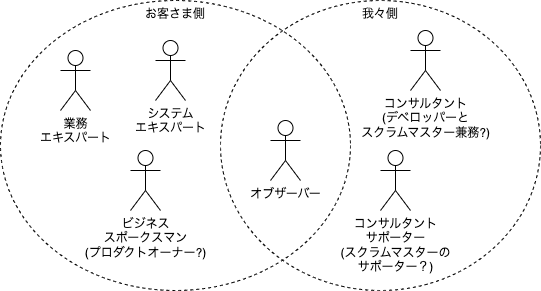 お客さま側
我々側
業務
エキスパート
システム
エキスパート
コンサルタント
(デベロッパーと
スクラムマスター兼務?)
オブザーバー
ビジネス
スポークスマン
(プロダクトオーナー?)
コンサルタント
サポーター
(スクラムマスターの
サポーター？)